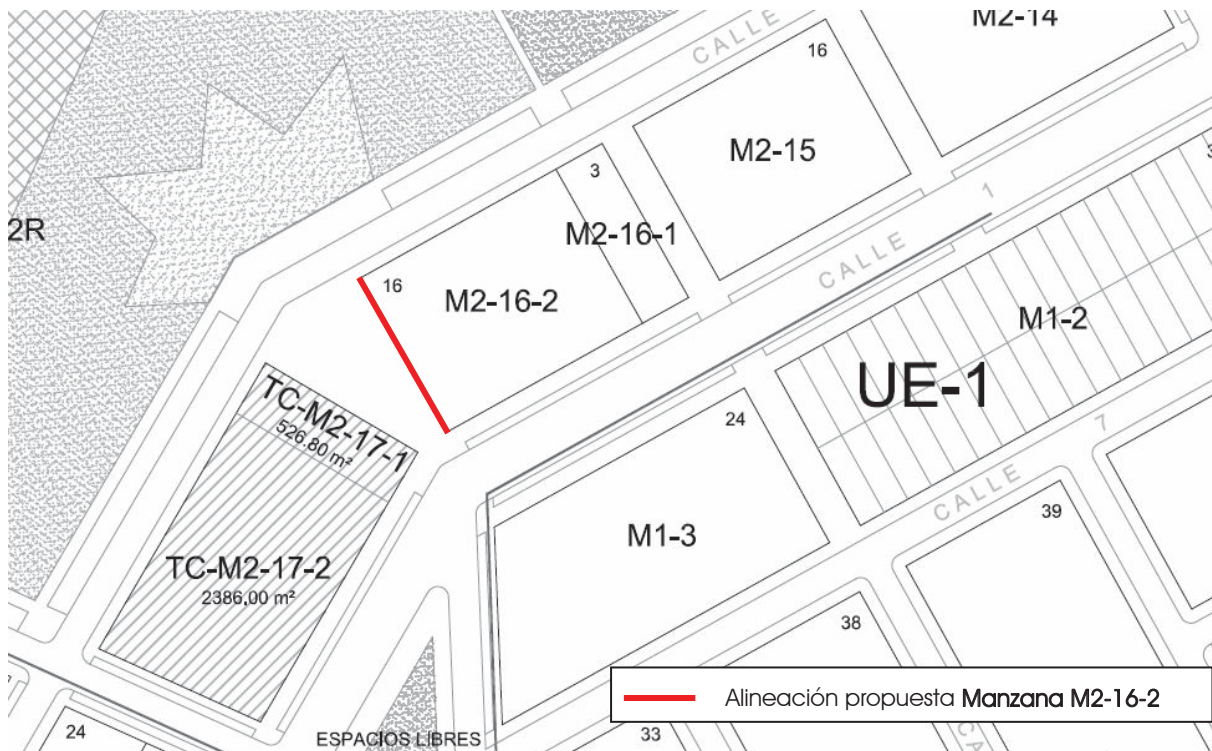 M2-14
CALLE
16
M2-15
3
M2-16-1
2R
16
M2-16-2
CALLE
1
M1-2
UE-1
TC-M2-17-1
526.80 m²
24
7
CALLE
M1-3
39
TC-M2-17-2
2386,00 m²
38
Alineación propuesta Manzana M2-16-2
24
ESPACIOS LIBRES
33